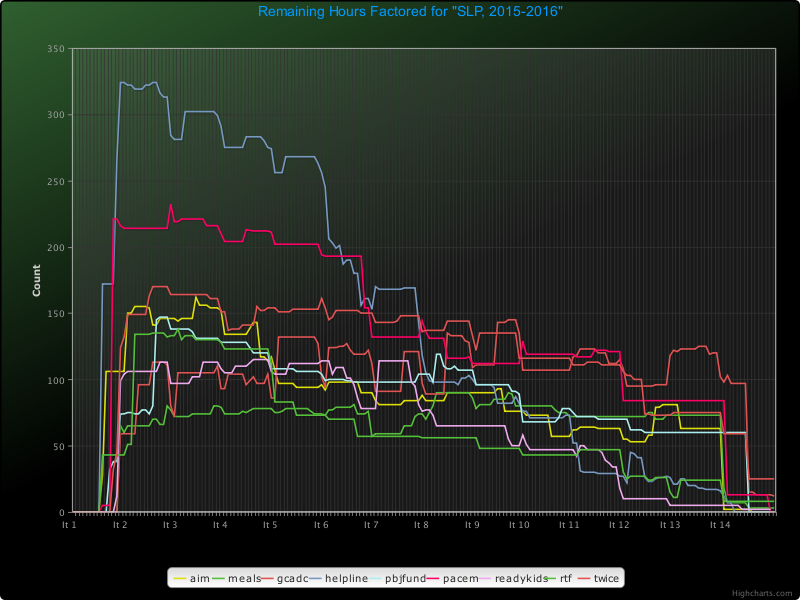 Remaining Hours Factored for "SLP, 2015-2016"
350
300
250
200
150
100
50
0
Count
It 1 It 2 It 3 It 4 It 5 It 6 It 7 It 8 It 9 It 10 It 11 It 12 It 13 It 14
aim meals gcadc helpline pbjfund pacem readykids rtf twice
Highcharts.com